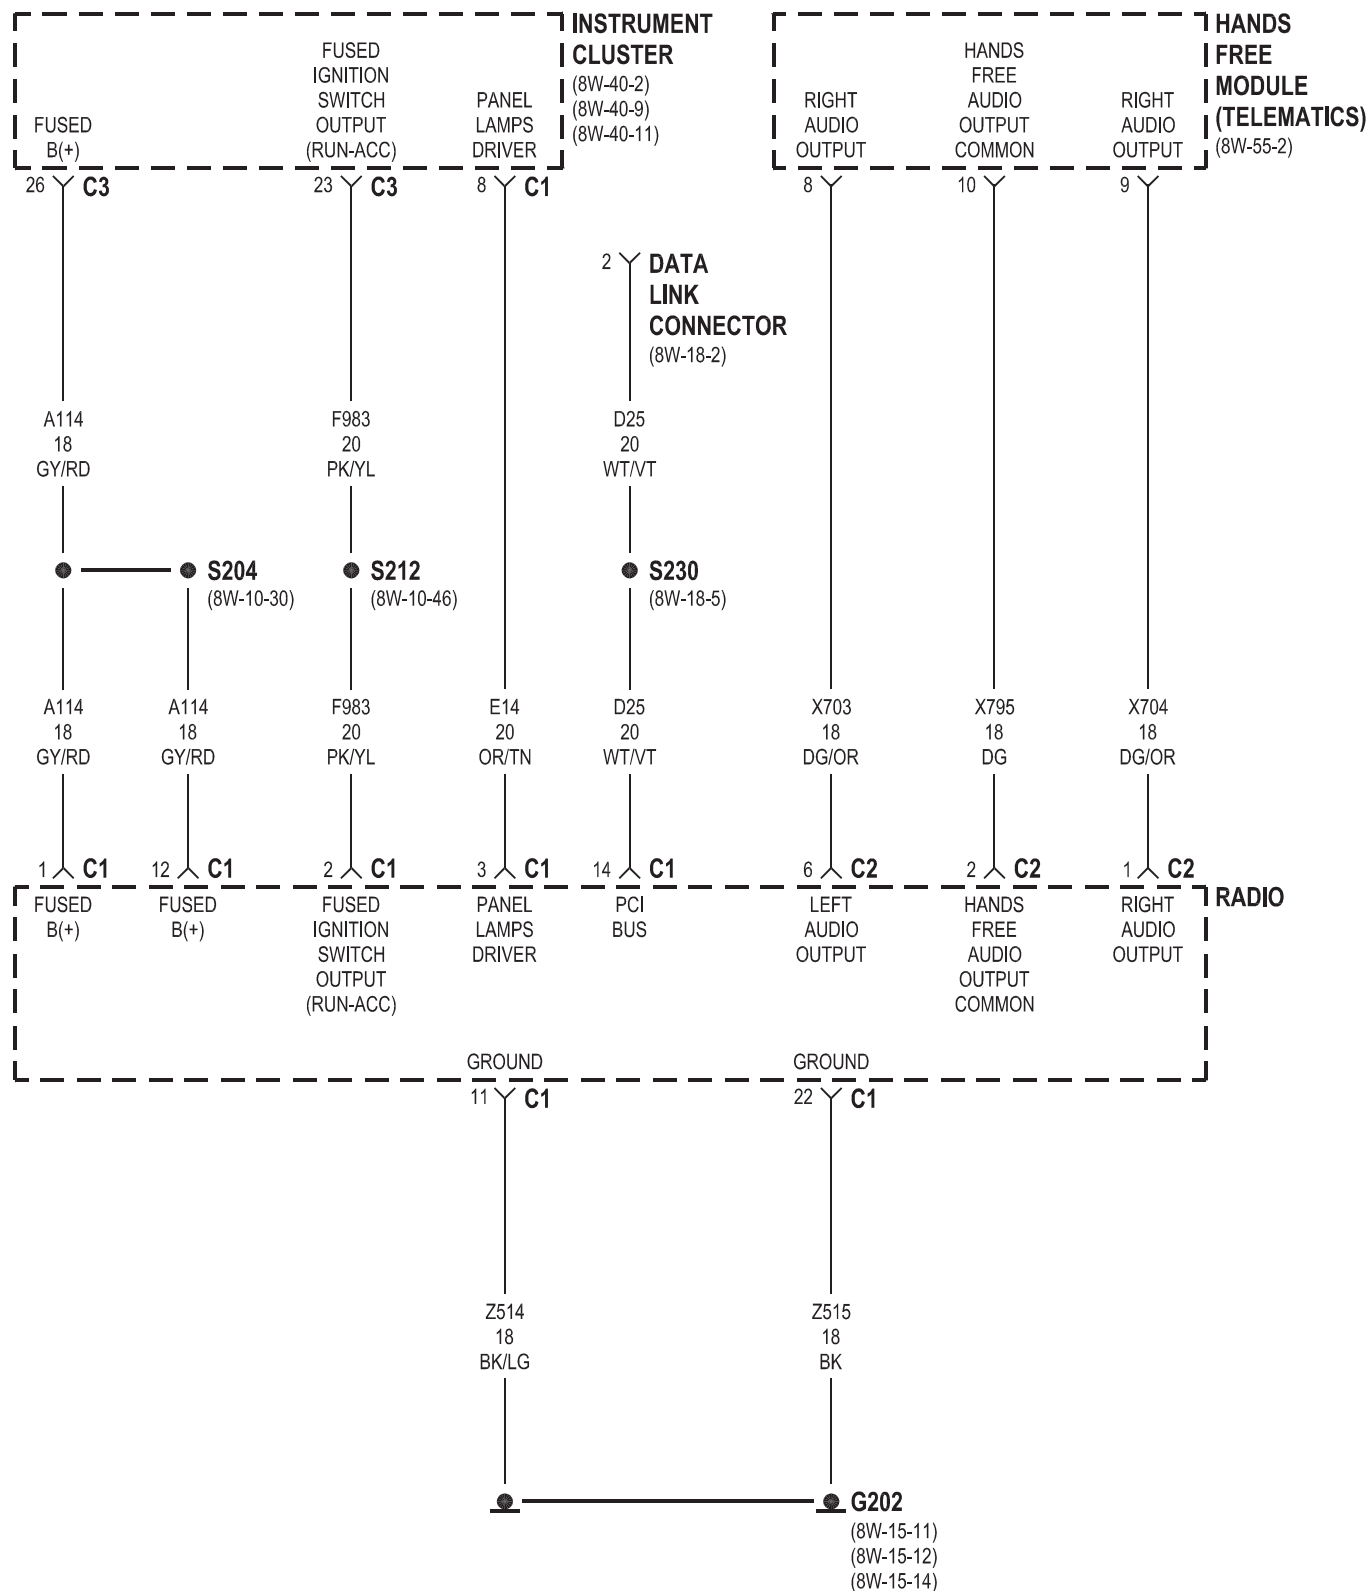 INSTRUMENT
CLUSTER
(8W-40-2)
(8W-40-9)
(8W-40-11)
FUSED
B(+)
FUSED
IGNITION
SWITCH
OUTPUT
(RUN-ACC)
PANEL
LAMPS
DRIVER
HANDS
FREE
MODULE
(TELEMATICS)
(8W-55-2)
RIGHT
AUDIO
OUTPUT
HANDS
FREE
AUDIO
OUTPUT
COMMON
RIGHT
AUDIO
OUTPUT
26 C3
23 C3
8 C1
8
10
9
2 DATA
LINK
CONNECTOR
(8W-18-2)
A114
18
GY/RD
F983
20
PK/YL
D25
20
WT/VT
S204
(8W-10-30)
S212
(8W-10-46)
S230
(8W-18-5)
A114
18
GY/RD
A114
18
GY/RD
F983
20
PK/YL
E14
20
OR/TN
D25
20
WT/VT
X703
18
DG/OR
X795
18
DG
X704
18
DG/OR
1 C1
12 C1
2 C1
3 C1
14 C1
6 C2
2 C2
1 C2
RADIO
FUSED
B(+)
FUSED
B(+)
FUSED
IGNITION
SWITCH
OUTPUT
(RUN-ACC)
PANEL
LAMPS
DRIVER
PCI
BUS
LEFT
AUDIO
OUTPUT
HANDS
FREE
AUDIO
OUTPUT
COMMON
RIGHT
AUDIO
OUTPUT
GROUND
GROUND
11 C1
22 C1
Z514
18
BK/LG
Z515
18
BK
G202
(8W-15-11)
(8W-15-12)
(8W-15-14)